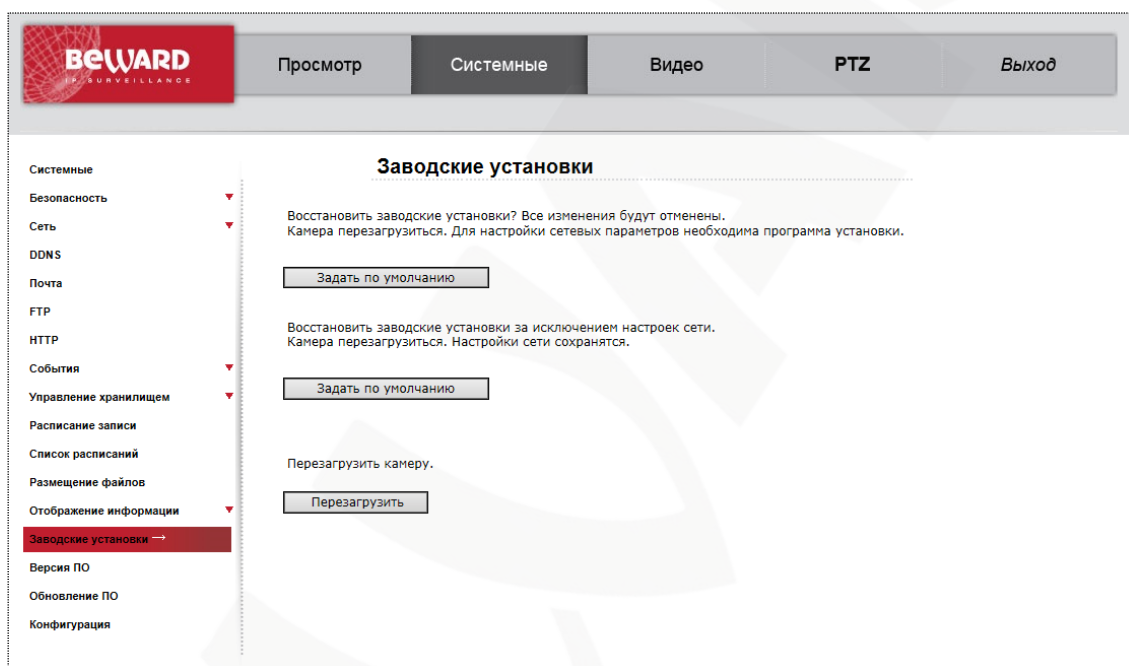 BEWARD
IP SURVEILLANCE
Просмотр
Системные
Видео
PTZ
Выход
Системные
Безопасность
Сеть
DDNS
Почта
FTP
HTTP
События
Управление хранилищем
Расписание записи
Список расписаний
Размещение файлов
Отображение информации
Заводские установки →
Версия ПО
Обновление ПО
Конфигурация
Заводские установки
Восстановить заводские установки? Все изменения будут отменены.
Камера перезагрузиться. Для настройки сетевых параметров необходима программа установки.
Задать по умолчанию
Восстановить заводские установки за исключением настроек сети.
Камера перезагрузиться. Настройки сети сохранятся.
Задать по умолчанию
Перезагрузить камеру.
Перезагрузить